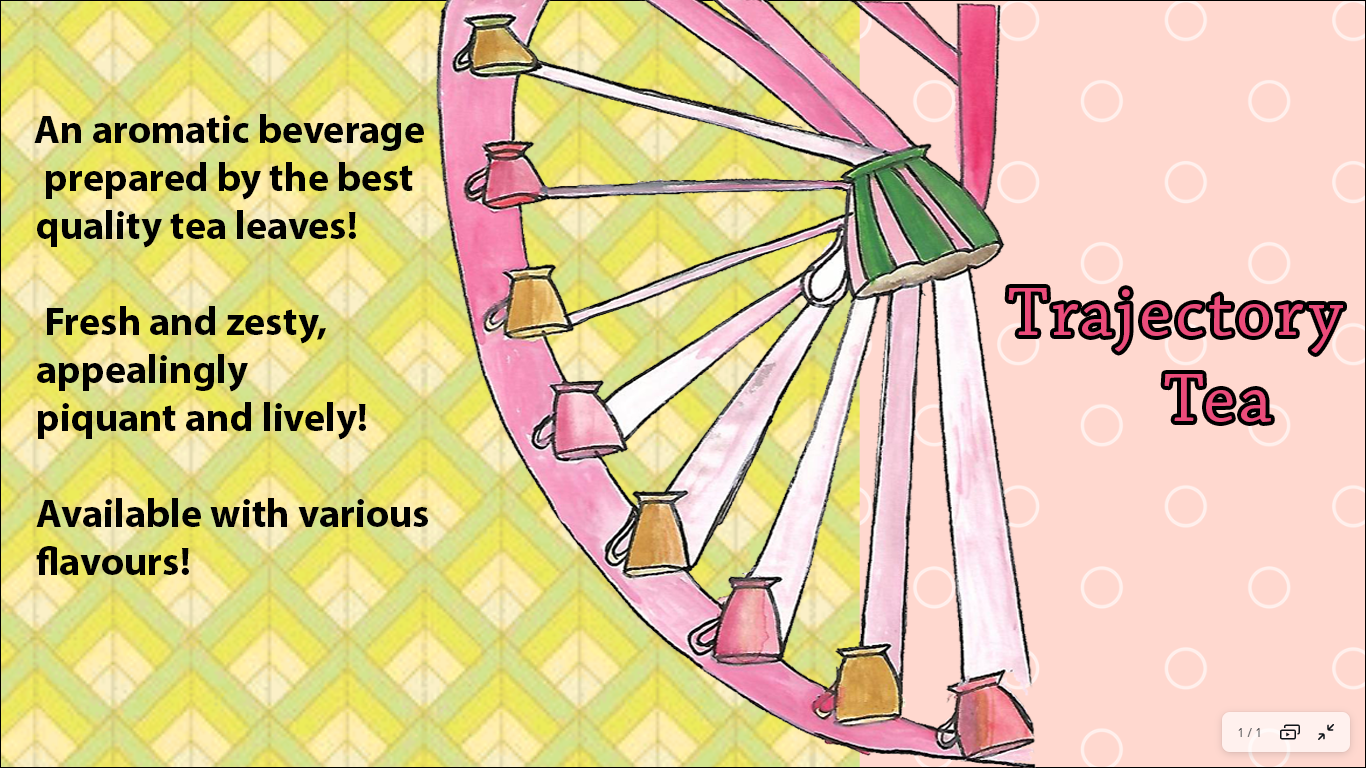 An aromatic beverage
prepared by the best
quality tea leaves!
Fresh and zesty,
appealingly
piquant and lively!
Available with various
flavours!
Trajectory
Tea
1 / 1